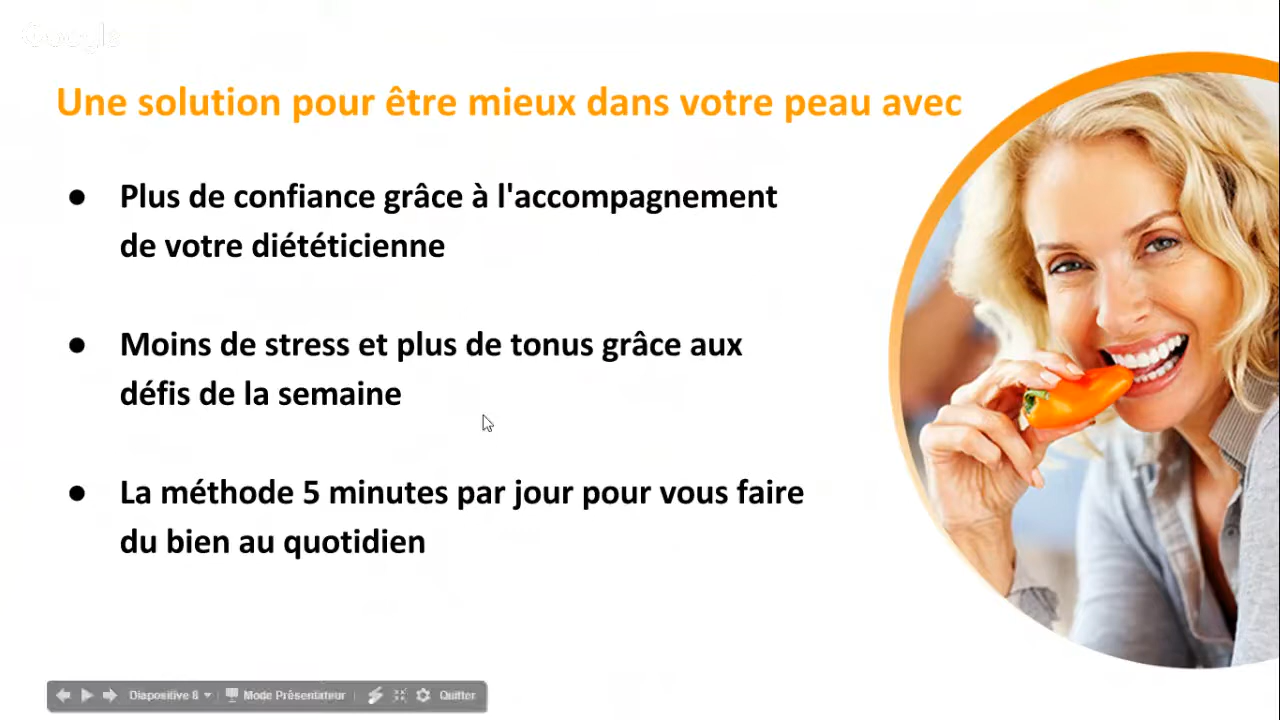 Google
Une solution pour être mieux dans votre peau avec
● Plus de confiance grâce à l'accompagnement
de votre diététicienne
● Moins de stress et plus de tonus grâce aux
défis de la semaine
● La méthode 5 minutes par jour pour vous faire
du bien au quotidien
Diapositive 8 Mode Présentateur Quitter